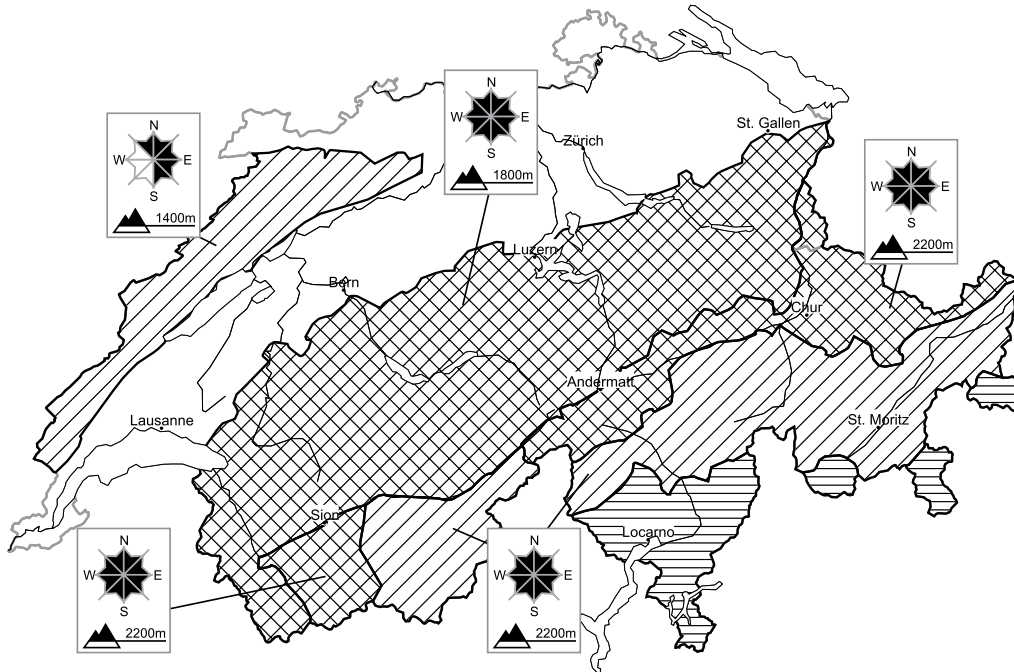 N
W E
S
1800m
N
W E
S
1400m
St. Gallen
Zürich
N
W E
S
2200m
Luzern
Bern
Chur
Andermatt
Lausanne
St. Moritz
Sion
Locarno
N
W E
S
2200m
N
W E
S
2200m